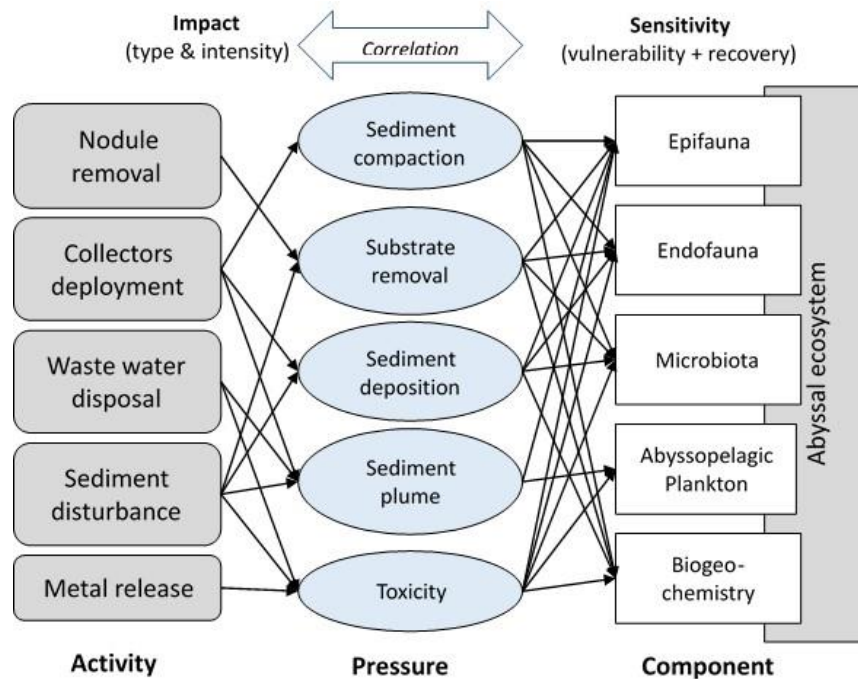 Impact
(type & intensity)
Correlation
Sensitivity
(vulnerability + recovery)
Nodule
removal
Collectors
deployment
Waste water
disposal
Sediment
disturbance
Metal release
Activity
Sediment
compaction
Substrate
removal
Sediment
deposition
Sediment
plume
Toxicity
Pressure
Epifauna
Endofauna
Microbiota
Abyssopelagic
Plankton
Biogeo-
chemistry
Component
Abyssal ecosystem